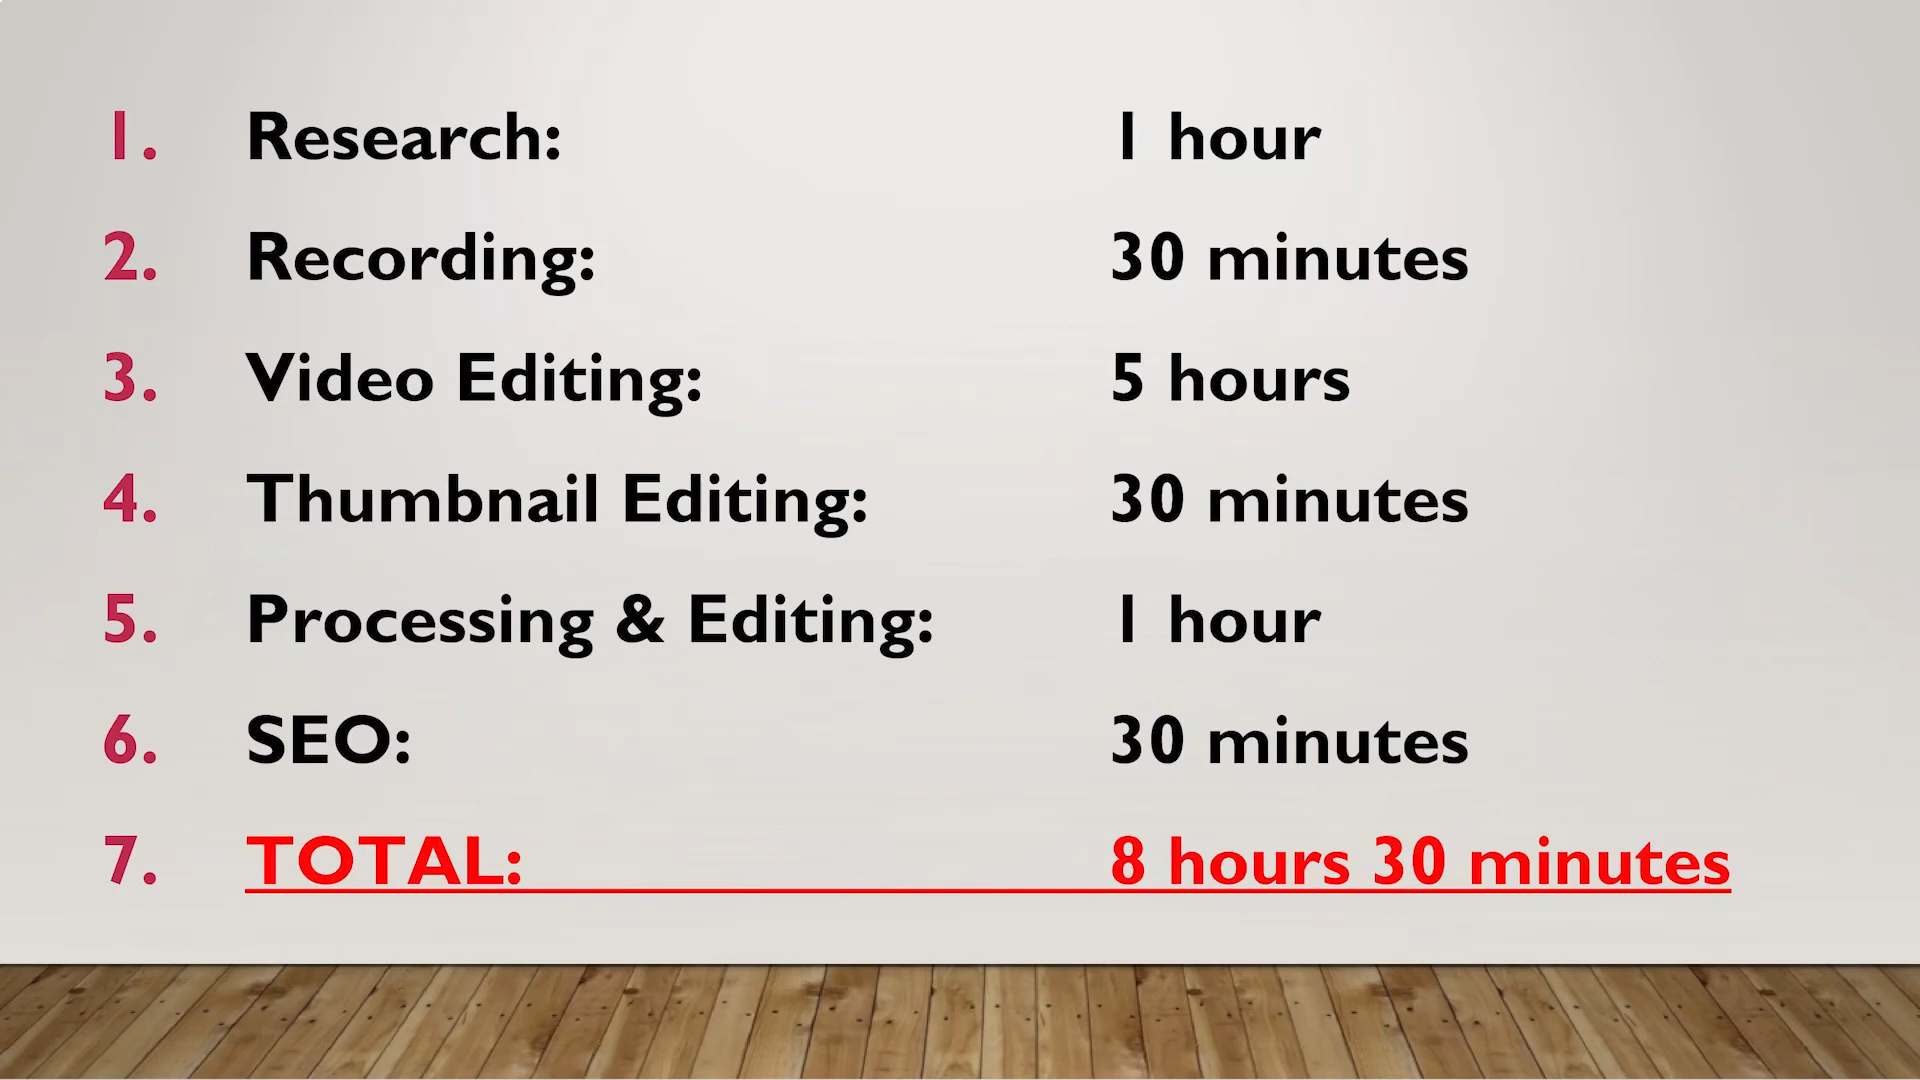 1. Research: 1 hour
2. Recording: 30 minutes
3. Video Editing: 5 hours
4. Thumbnail Editing: 30 minutes
5. Processing & Editing: 1 hour
6. SEO: 30 minutes
7. TOTAL: 8 hours 30 minutes